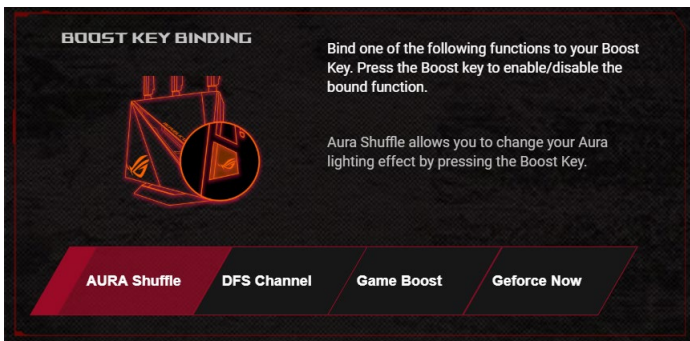 BOOST KEY BINDING
Bind one of the following functions to your Boost
Key. Press the Boost key to enable/disable the
bound function.
Aura Shuffle allows you to change your Aura
lighting effect by pressing the Boost Key.
AURA Shuffle DFS Channel Game Boost Geforce Now